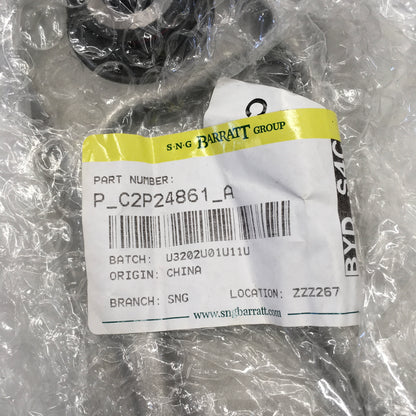 S·N·G BARRATT GROUP
PART NUMBER:
P_C2P24861_A
BATCH: U3202U01U11U
ORIGIN: CHINA
BRANCH: SNG LOCATION: ZZZ267
www.sngbarratt.com